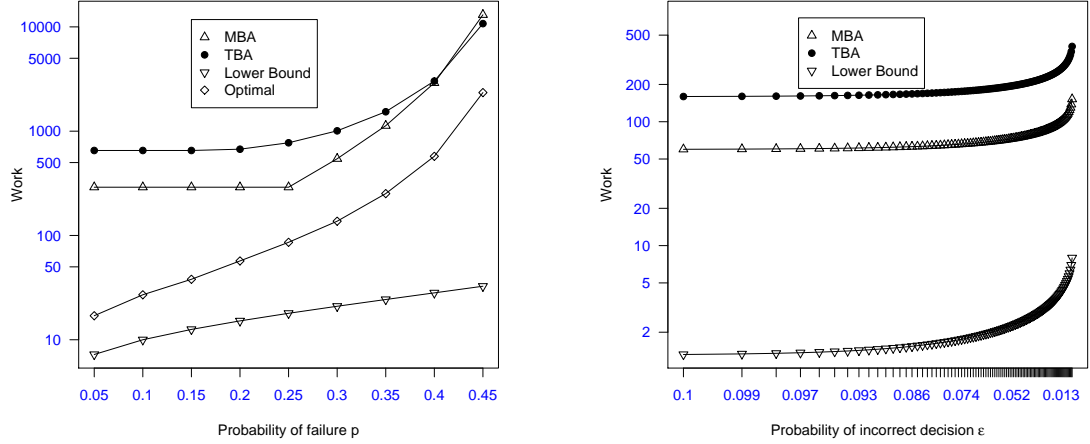 10000
5000
1000
500
100
50
10
Work
MBA
TBA
Lower Bound
Optimal
0.05 0.1 0.15 0.2 0.25 0.3 0.35 0.4 0.45
Probability of failure p
500
200
100
50
20
10
5
2
Work
MBA
TBA
Lower Bound
0.1 0.099 0.097 0.093 0.086 0.074 0.052 0.013
Probability of incorrect decision ε